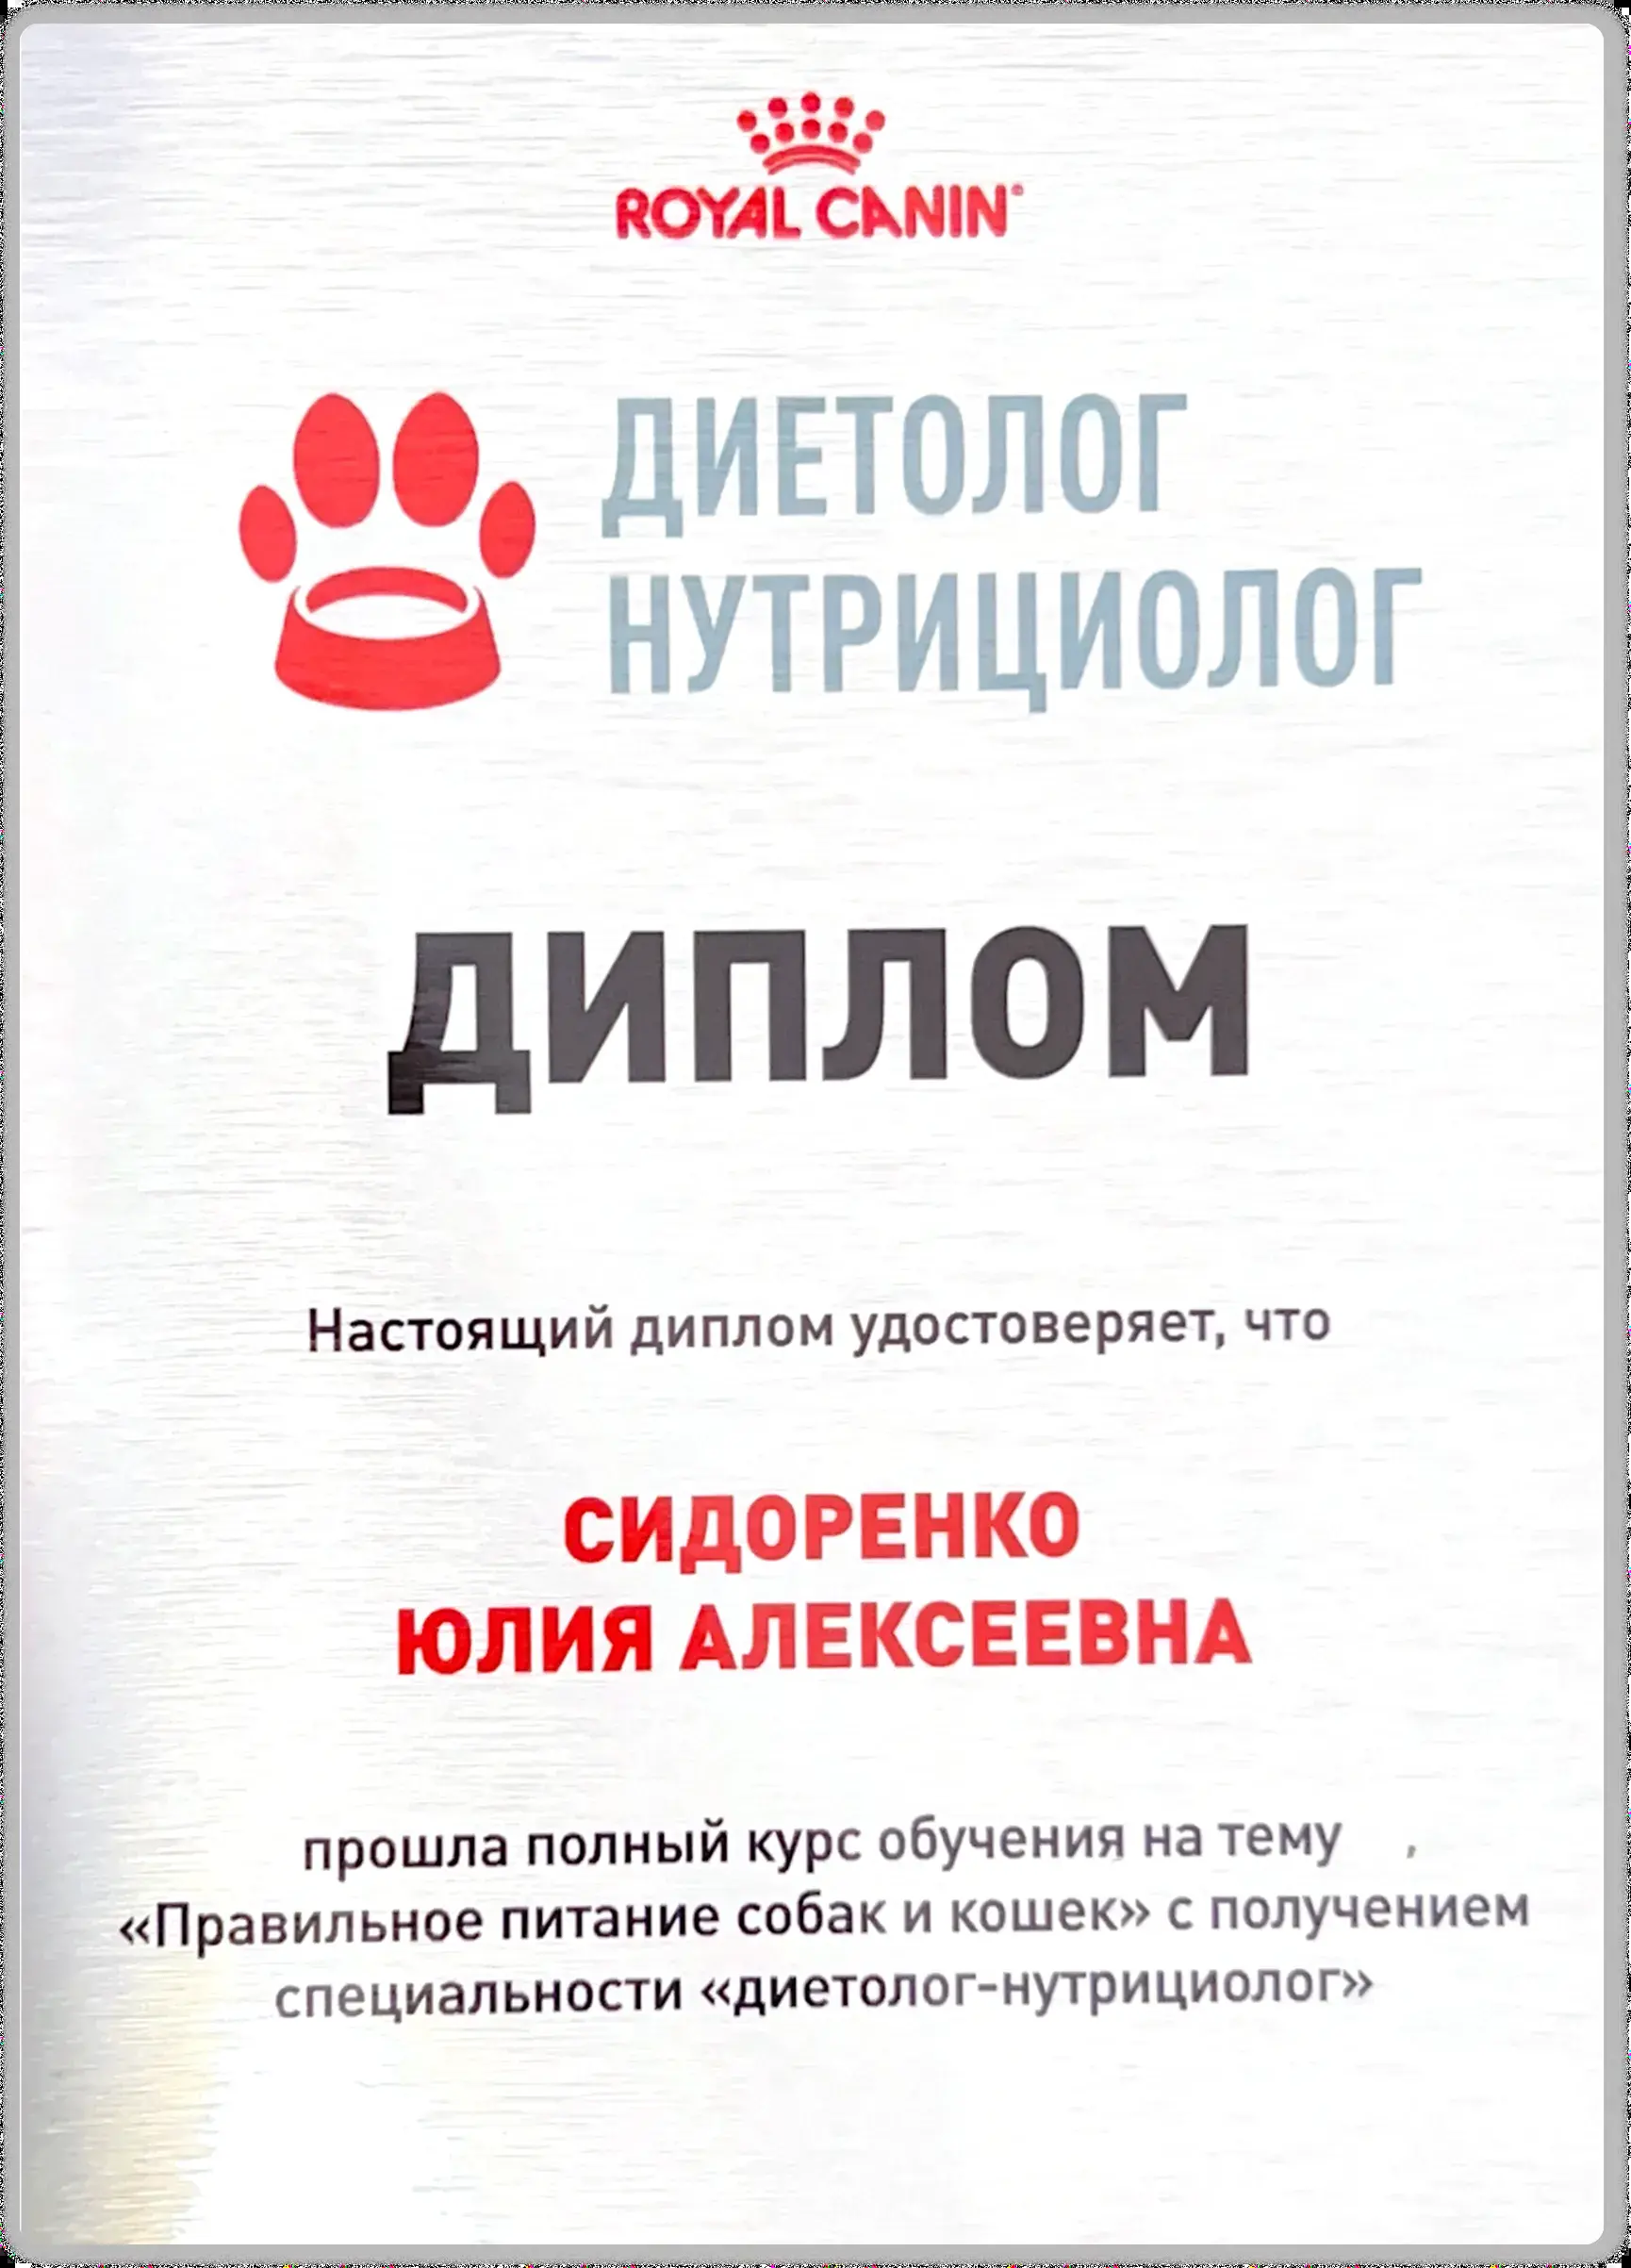 ROYAL CANIN®
ДИЕТОЛОГ
НУТРИЦИОЛОГ
ДИПЛОМ
Настоящий диплом удостоверяет, что
СИДОРЕНКО
ЮЛИЯ АЛЕКСЕЕВНА
прошла полный курс обучения на тему
«Правильное питание собак и кошек» с получением
специальности «диетолог-нутрициолог»